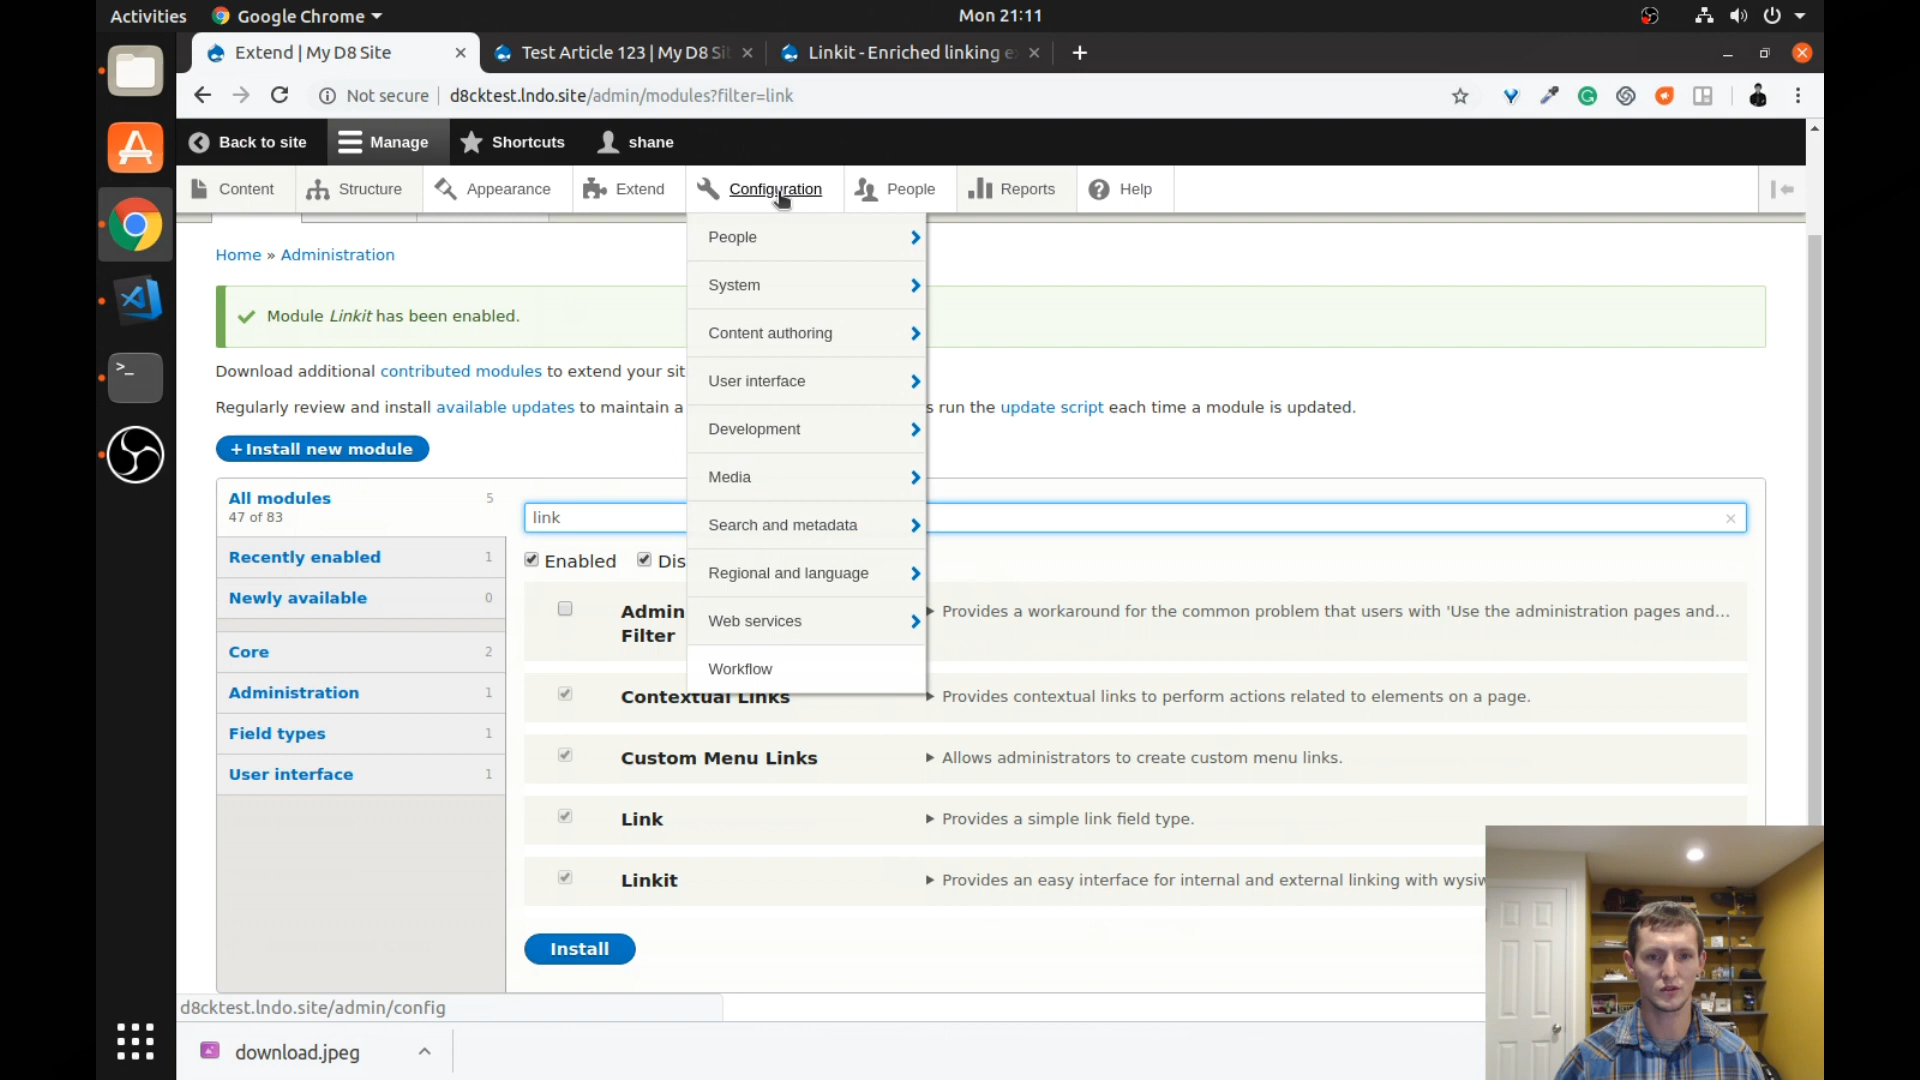 Activities
Google Chrome
Mon 21:11
Extend | My D8 Site
Test Article 123 | My D8 Si
Linkit - Enriched linking e
Not secure
d8cktest.lndo.site/admin/modules?filter=link
Back to site
Manage
Shortcuts
shane
Content
Structure
Appearance
Extend
Configuration
People
Reports
Help
People
System
Content authoring
User interface
Development
Media
Search and metadata
Regional and language
Web services
Workflow
Home » Administration
Module Linkit has been enabled.
Download additional contributed modules to extend your sit
Regularly review and install available updates to maintain a s run the update script each time a module is updated.
+ Install new module
All modules 5
47 of 83
Recently enabled 1
Newly available 0
Core 2
Administration 1
Field types 1
User interface 1
link
Enabled Dis
Admin
Filter
Provides a workaround for the common problem that users with 'Use the administration pages and...
Contextual Links
Provides contextual links to perform actions related to elements on a page.
Custom Menu Links
Allows administrators to create custom menu links.
Link
Provides a simple link field type.
Linkit
Provides an easy interface for internal and external linking with wysiw
Install
d8cktest.lndo.site/admin/config
download.jpeg